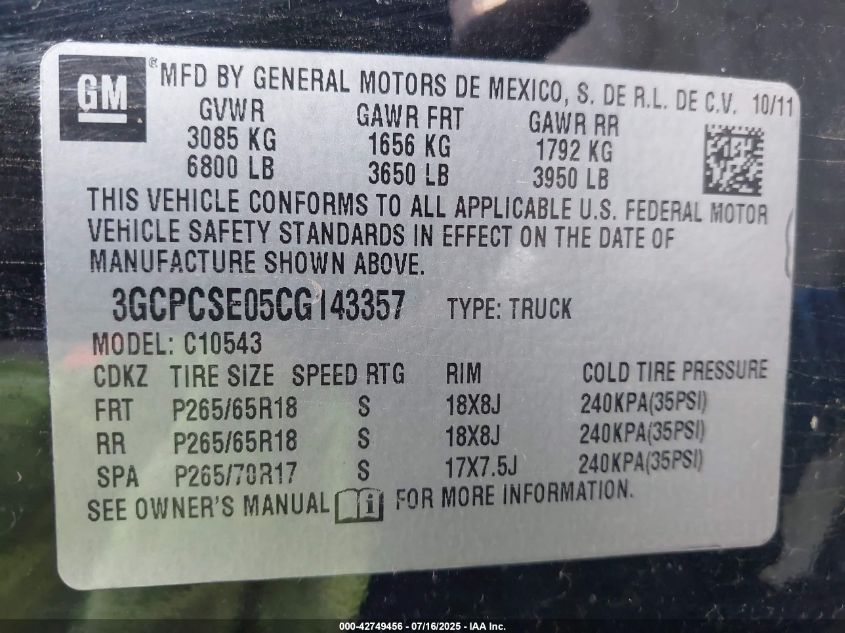 GM
® MFD BY GENERAL MOTORS DE MEXICO, S. DE R.L. DE C.V. 10/11
GVWR GAWR FRT GAWR RR
3085 KG 1656 KG 1792 KG
6800 LB 3650 LB 3950 LB
THIS VEHICLE CONFORMS TO ALL APPLICABLE U.S. FEDERAL MOTOR
VEHICLE SAFETY STANDARDS IN EFFECT ON THE DATE OF
MANUFACTURE SHOWN ABOVE.
3GCPCSE05CG143357 TYPE: TRUCK
MODEL: C10543
CDKZ TIRE SIZE SPEED RTG RIM COLD TIRE PRESSURE
FRT P265/65R18 S 18X8J 240KPA(35PSI)
RR P265/65R18 S 18X8J 240KPA(35PSI)
SPA P265/70R17 S 17X7.5J 240KPA(35PSI)
SEE OWNER'S MANUAL i FOR MORE INFORMATION.
000-42749456 - 07/16/2025 - IAA Inc.